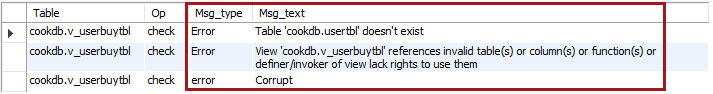 Table Op Msg_type Msg_text
cookdb.v_userbuytbl check Error Table 'cookdb.usertbl' doesn't exist
cookdb.v_userbuytbl check Error View 'cookdb.v_userbuytbl' references invalid table(s) or column(s) or function(s) or
definer/invoker of view lack rights to use them
cookdb.v_userbuytbl check error Corrupt